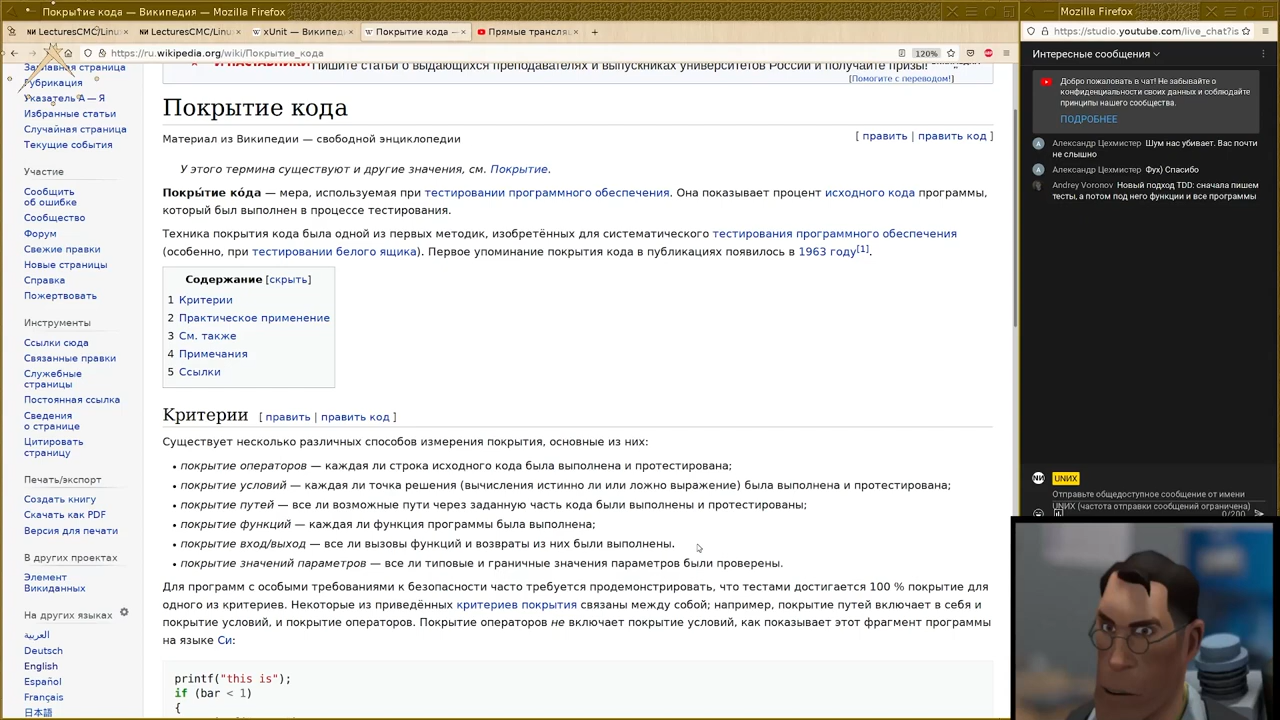 Покрытие кода — Википедия — Mozilla Firefox
LecturesCMC/Linu
LecturesCMC/Linu
xUnit — Википеди
Покрытие кода —
Прямые трансля
https://ru.wikipedia.org/wiki/Покрытие_кода
120%
Заглавная страница
Рубрикация
Указатель А — Я
Избранные статьи
Случайная страница
Текущие события
Участие
Сообщить
об ошибке
Сообщество
Форум
Свежие правки
Новые страницы
Справка
Пожертвовать
Инструменты
Ссылки сюда
Связанные правки
Служебные
страницы
Постоянная ссылка
Сведения
о странице
Цитировать
страницу
Печать/экспорт
Создать книгу
Скачать как PDF
Версия для печати
В других проектах
Элемент
Викиданных
На других языках
العربية
Deutsch
English
Español
Français
日本語
и НАСТАВНИКИ Пишите статьи о выдающихся преподавателях и выпускниках университетов России и получайте призы!
[Помогите с переводом!]
Покрытие кода
Материал из Википедии — свободной энциклопедии
[ править | править код ]
У этого термина существуют и другие значения, см. Покрытие.
Покры́тие ко́да — мера, используемая при тестировании программного обеспечения. Она показывает процент исходного кода программы,
который был выполнен в процессе тестирования.
Техника покрытия кода была одной из первых методик, изобретённых для систематического тестирования программного обеспечения
(особенно, при тестировании белого ящика). Первое упоминание покрытия кода в публикациях появилось в 1963 году[1].
Содержание [скрыть]
1 Критерии
2 Практическое применение
3 См. также
4 Примечания
5 Ссылки
Критерии [ править | править код ]
Существует несколько различных способов измерения покрытия, основные из них:
• покрытие операторов — каждая ли строка исходного кода была выполнена и протестирована;
• покрытие условий — каждая ли точка решения (вычисления истинно ли или ложно выражение) была выполнена и протестирована;
• покрытие путей — все ли возможные пути через заданную часть кода были выполнены и протестированы;
• покрытие функций — каждая ли функция программы была выполнена;
• покрытие вход/выход — все ли вызовы функций и возвраты из них были выполнены.
• покрытие значений параметров — все ли типовые и граничные значения параметров были проверены.
Для программ с особыми требованиями к безопасности часто требуется продемонстрировать, что тестами достигается 100 % покрытие для
одного из критериев. Некоторые из приведённых критериев покрытия связаны между собой; например, покрытие путей включает в себя и
покрытие условий, и покрытие операторов. Покрытие операторов не включает покрытие условий, как показывает этот фрагмент программы
на языке Си:
printf("this is");
if (bar < 1)
{
Mozilla Firefox
https://studio.youtube.com/live_chat?is
Интересные сообщения
Добро пожаловать в чат! Не забывайте о
конфиденциальности своих данных и соблюдайте
принципы нашего сообщества.
ПОДРОБНЕЕ
А Александр Цехмистер Шум нас убивает. Вас почти
не слышно
А Александр Цехмистер Фух) Спасибо
Andrey Voronov Новый подход TDD: сначала пишем
тесты, а потом под него функции и все программы
UNИX
Отправьте общедоступное сообщение от имени
UNИX (частота отправки сообщений ограничена)
0/200